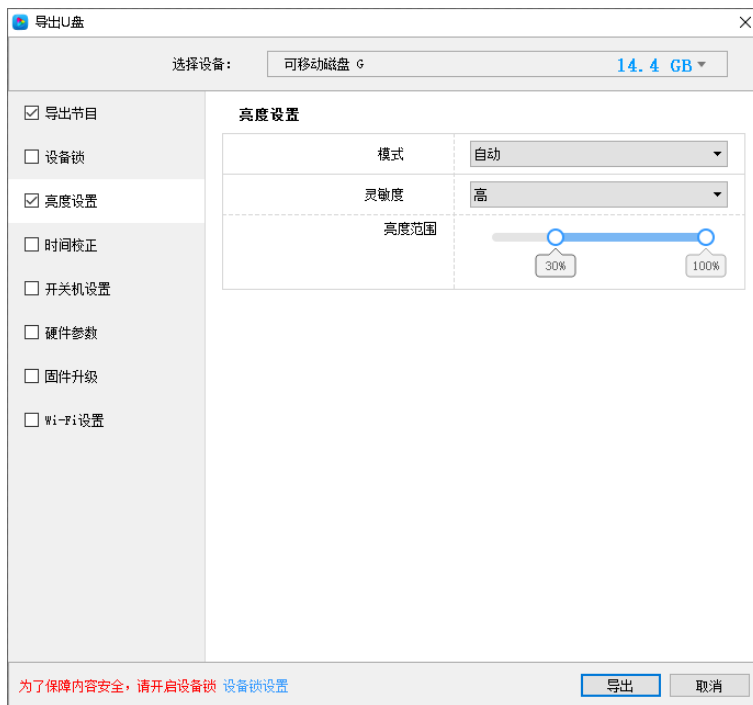 导出U盘
选择设备: 可移动磁盘 G 14.4 GB
导出节目
设备锁
亮度设置
时间校正
开关机设置
硬件参数
固件升级
Wi-Fi设置
亮度设置
模式 自动
灵敏度 高
亮度范围
30% 100%
为了保障内容安全,请开启设备锁 设备锁设置
导出 取消